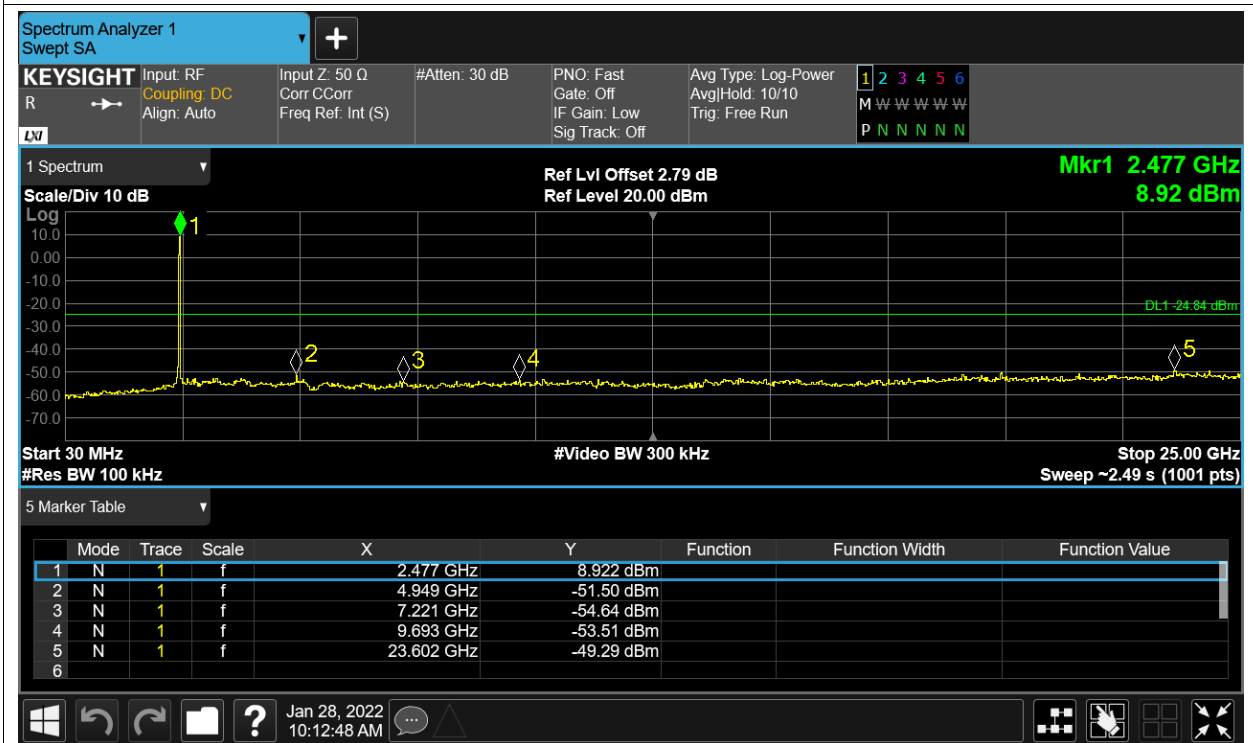 Spectrum Analyzer 1
Swept SA
KEYSIGHT
R
LXI
Input: RF
Coupling: DC
Align: Auto
Input Z: 50 Ω
Corr CCorr
Freq Ref: Int (S)
#Atten: 30 dB
PNO: Fast
Gate: Off
IF Gain: Low
Sig Track: Off
Avg Type: Log-Power
Avg|Hold: 10/10
Trig: Free Run
1 2 3 4 5 6
M W W W W W
P N N N N N
1 Spectrum
Scale/Div 10 dB
Ref Lvl Offset 2.79 dB
Ref Level 20.00 dBm
Mkr1 2.477 GHz
8.92 dBm
Log
10.0
0.00
-10.0
-20.0
-30.0
-40.0
-50.0
-60.0
-70.0
1
2
3
4
5
DL1 -24.84 dBm
Start 30 MHz
#Res BW 100 kHz
#Video BW 300 kHz
Stop 25.00 GHz
Sweep ~2.49 s (1001 pts)
5 Marker Table
Mode Trace Scale X Y Function Function Width Function Value
1 N 1 f 2.477 GHz 8.922 dBm
2 N 1 f 4.949 GHz -51.50 dBm
3 N 1 f 7.221 GHz -54.64 dBm
4 N 1 f 9.693 GHz -53.51 dBm
5 N 1 f 23.602 GHz -49.29 dBm
6
?
Jan 28, 2022
10:12:48 AM